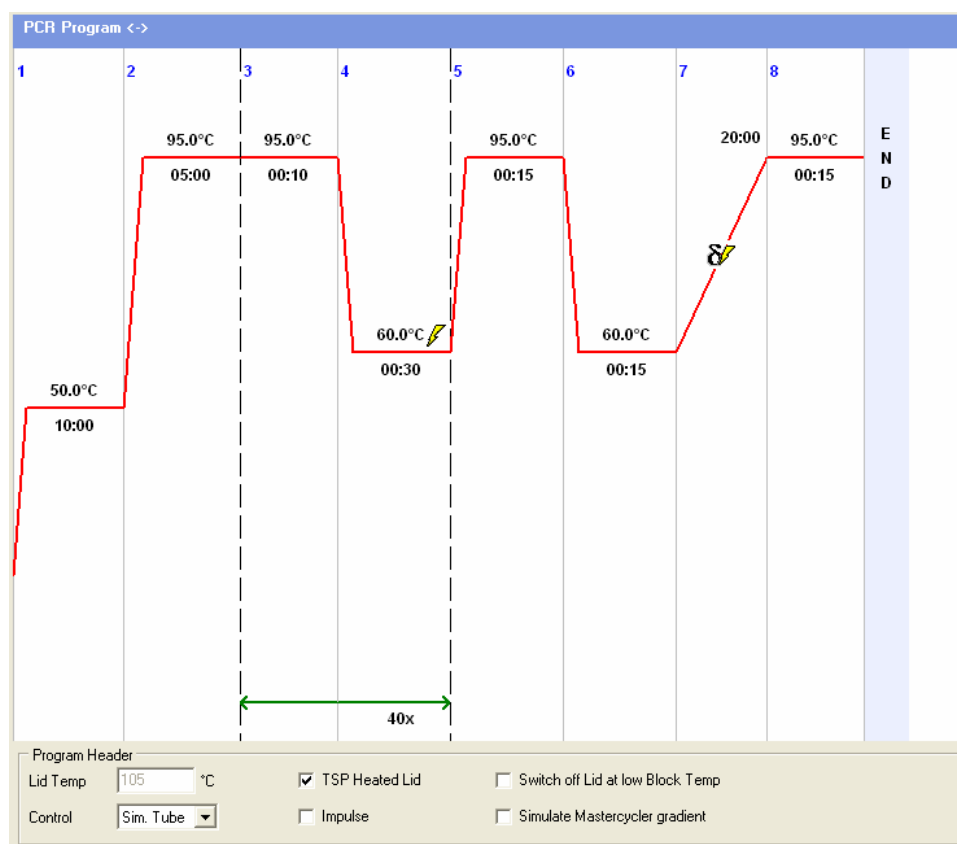 PCR Program <->
1 2 3 4 5 6 7 8
95.0°C 95.0°C 95.0°C 20:00 95.0°C
05:00 00:10 00:15 00:15
E
N
D
60.0°C 60.0°C
00:30 00:15
50.0°C
10:00
δ
40x
Program Header
Lid Temp 105 °C TSP Heated Lid Switch off Lid at low Block Temp
Control Sim. Tube Impulse Simulate Mastercycler gradient